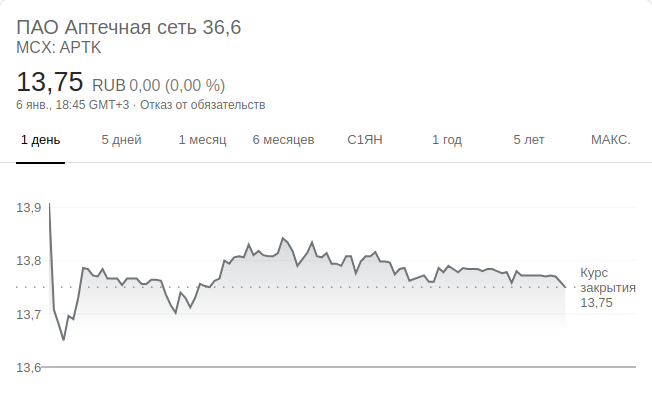 ПАО Аптечная сеть 36,6
MCX: APTK
13,75 RUB 0,00 (0,00 %)
6 янв., 18:45 GMT+3 · Отказ от обязательств
1 день 5 дней 1 месяц 6 месяцев С1ЯН 1 год 5 лет МАКС.
13,9
13,8
Курс
закрытия
13,75
13,7
13,6